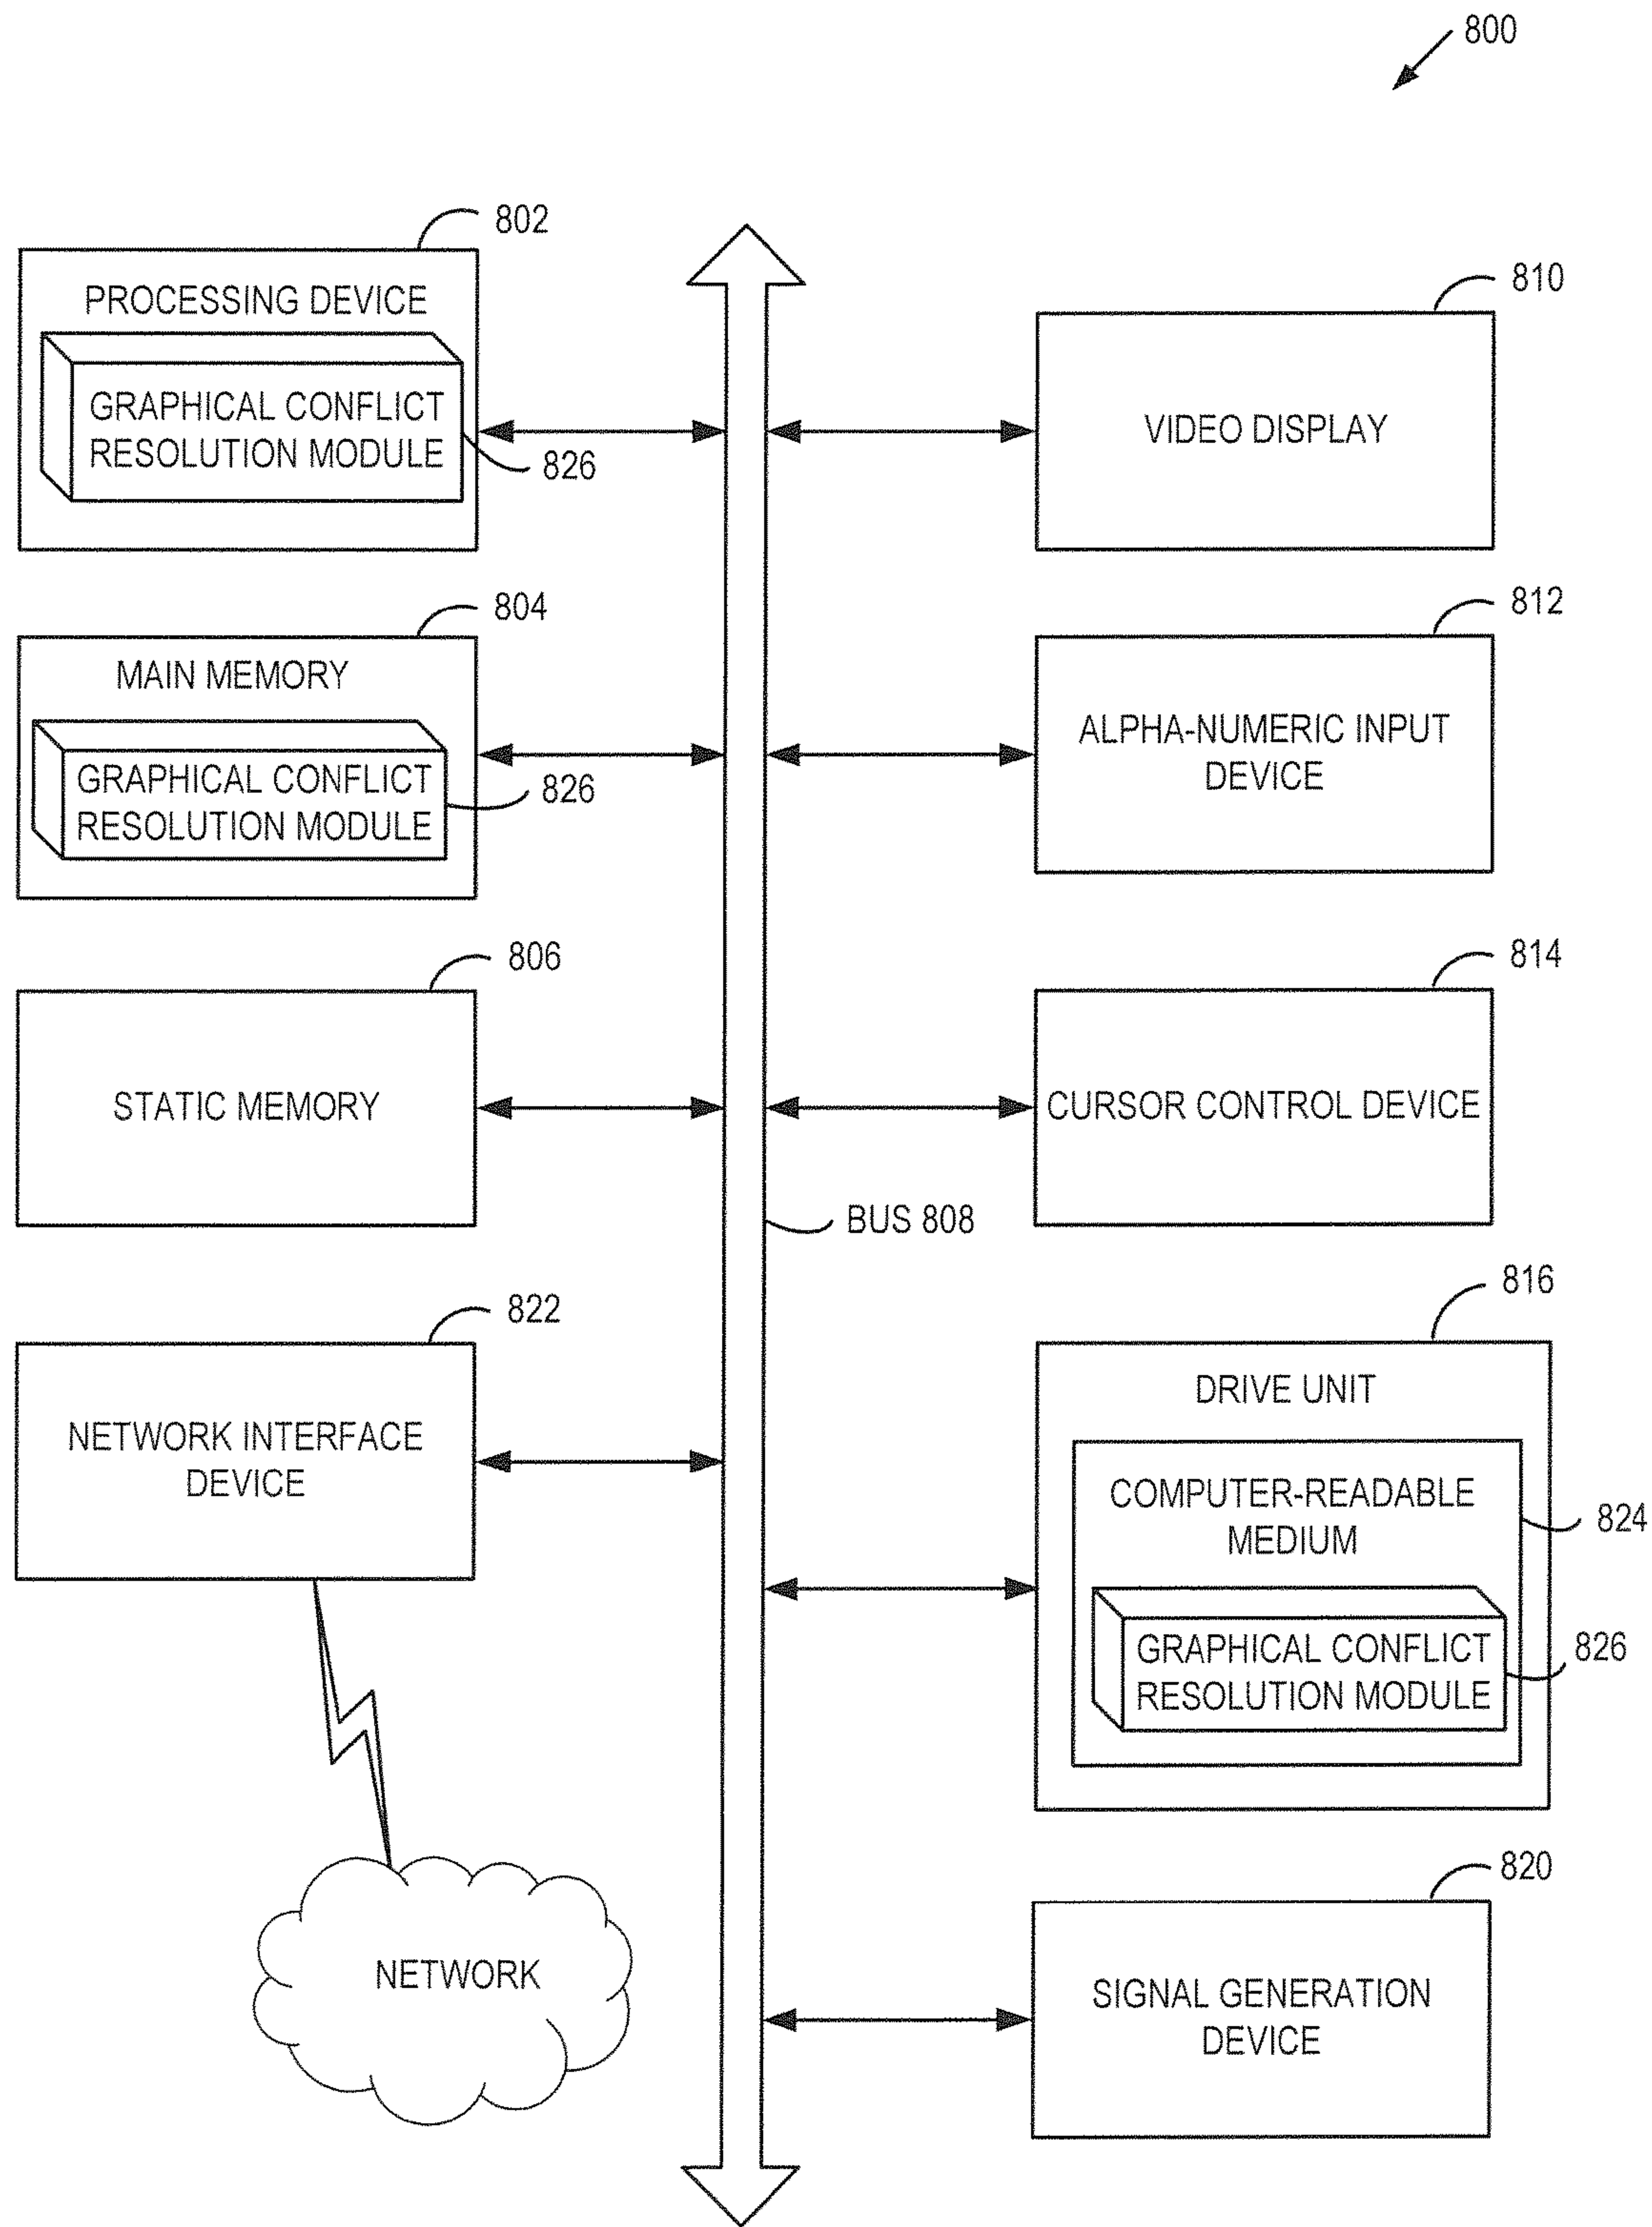 800
802
PROCESSING DEVICE
GRAPHICAL CONFLICT
RESOLUTION MODULE
826
804
MAIN MEMORY
GRAPHICAL CONFLICT
RESOLUTION MODULE
826
806
STATIC MEMORY
822
NETWORK INTERFACE
DEVICE
NETWORK
BUS 808
810
VIDEO DISPLAY
812
ALPHA-NUMERIC INPUT
DEVICE
814
CURSOR CONTROL DEVICE
816
DRIVE UNIT
COMPUTER-READABLE
MEDIUM
824
GRAPHICAL CONFLICT
RESOLUTION MODULE
826
820
SIGNAL GENERATION
DEVICE